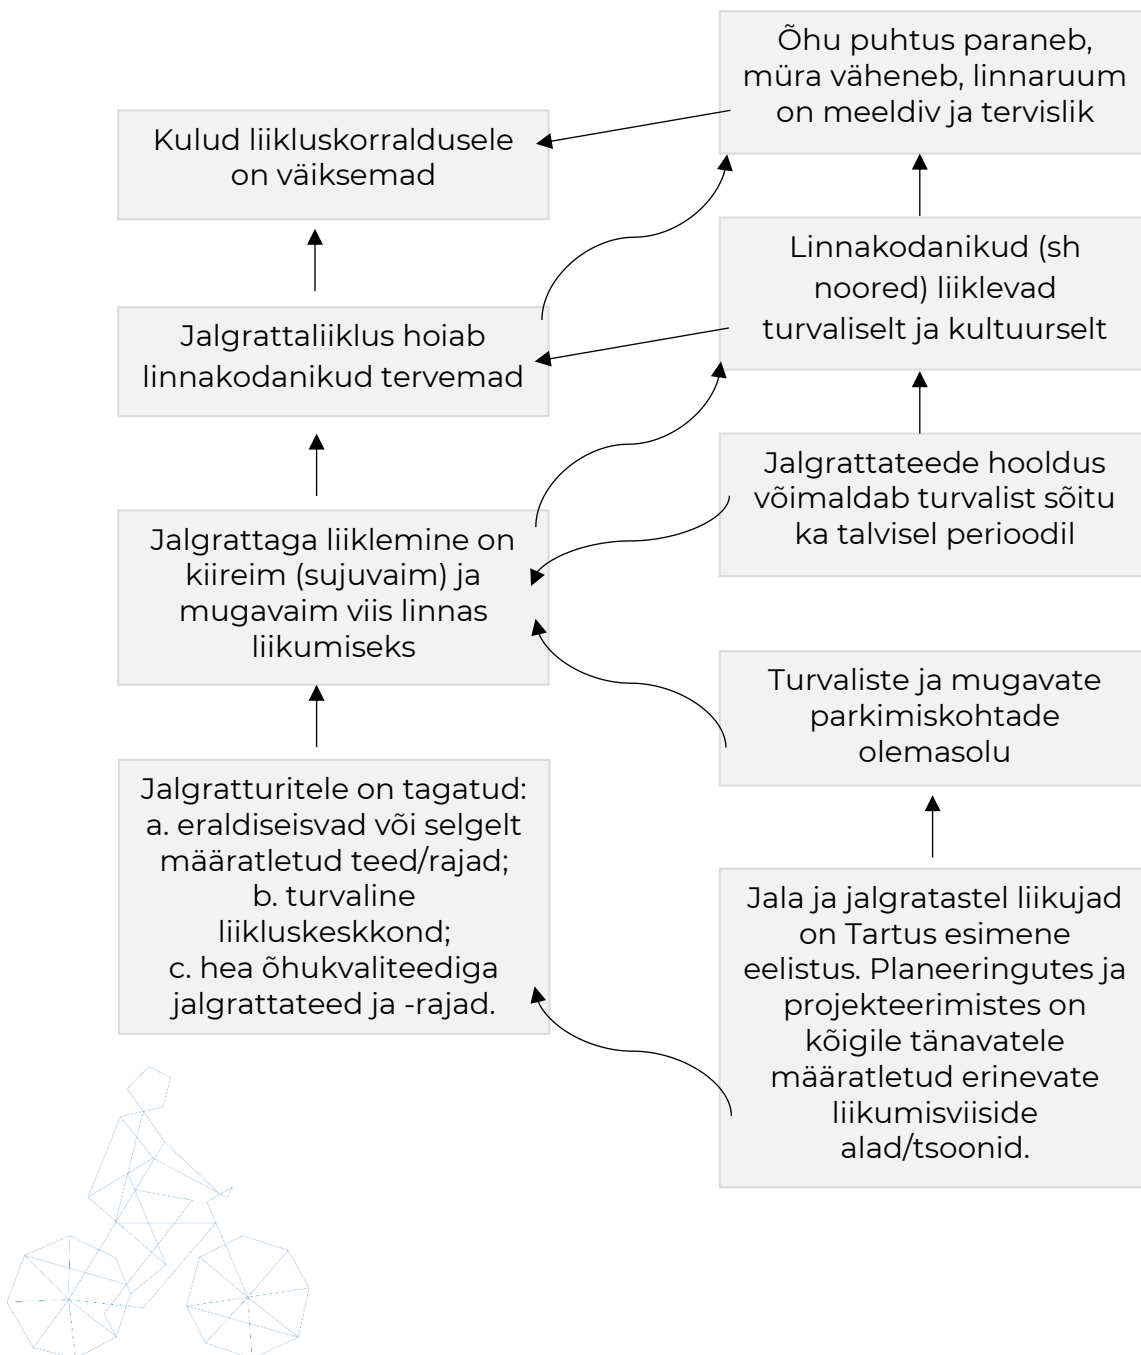 Õhu puhtus paraneb,
müra väheneb, linnaruum
on meeldiv ja tervislik
Kulud liikluskorraldusele
on väiksemad
Linnakodanikud (sh
noored) liiklevad
turvaliselt ja kultuurselt
Jalgrattaliiklus hoiab
linnakodanikud tervemad
Jalgrattateede hooldus
võimaldab turvalist sõitu
ka talvisel perioodil
Jalgrattaga liiklemine on
kiireim (sujuvaim) ja
mugavaim viis linnas
liikumiseks
Turvaliste ja mugavate
parkimiskohtade
olemasolu
Jalgratturitele on tagatud:
a. eraldiseisvad või selgelt
määratletud teed/rajad;
b. turvaline
liikluskeskkond;
c. hea õhukvaliteediga
jalgrattateed ja -rajad.
Jala ja jalgratastel liikujad
on Tartus esimene
eelistus. Planeeringutes ja
projekteerimistes on
kõigile tänavatele
määratletud erinevate
liikumisviiside
alad/tsoonid.